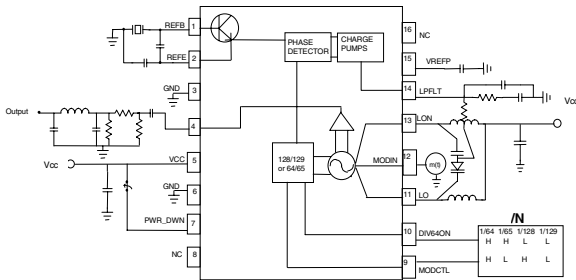 1 REFB
2 REFE
3 GND
Output
4
Vcc
5 VCC
6 GND
7 PWR_DWN
8 NC
PHASE
DETECTOR
CHARGE
PUMPS
128/129
or 64/65
16 NC
15 VREFP
14 LPFLT
13 LON
Vcc
12 MODIN
m(t)
11 LO
10 DIV64ON
9 MODCTL
/N
1/64 1/65 1/128 1/129
H H L L
H L H L